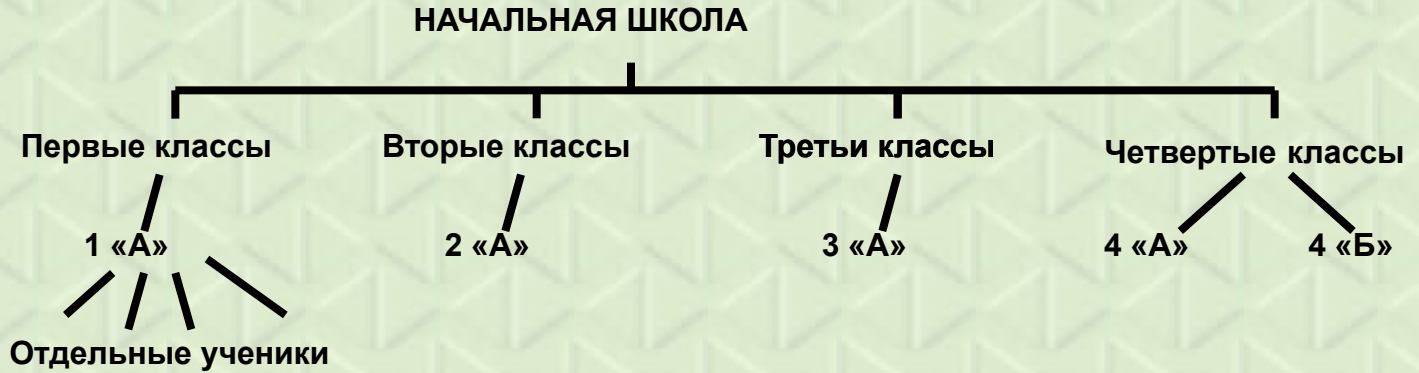 НАЧАЛЬНАЯ ШКОЛА
Первые классы
Вторые классы
Третьи классы
Четвертые классы
1 «А»
2 «А»
3 «А»
4 «А»
4 «Б»
Отдельные ученики